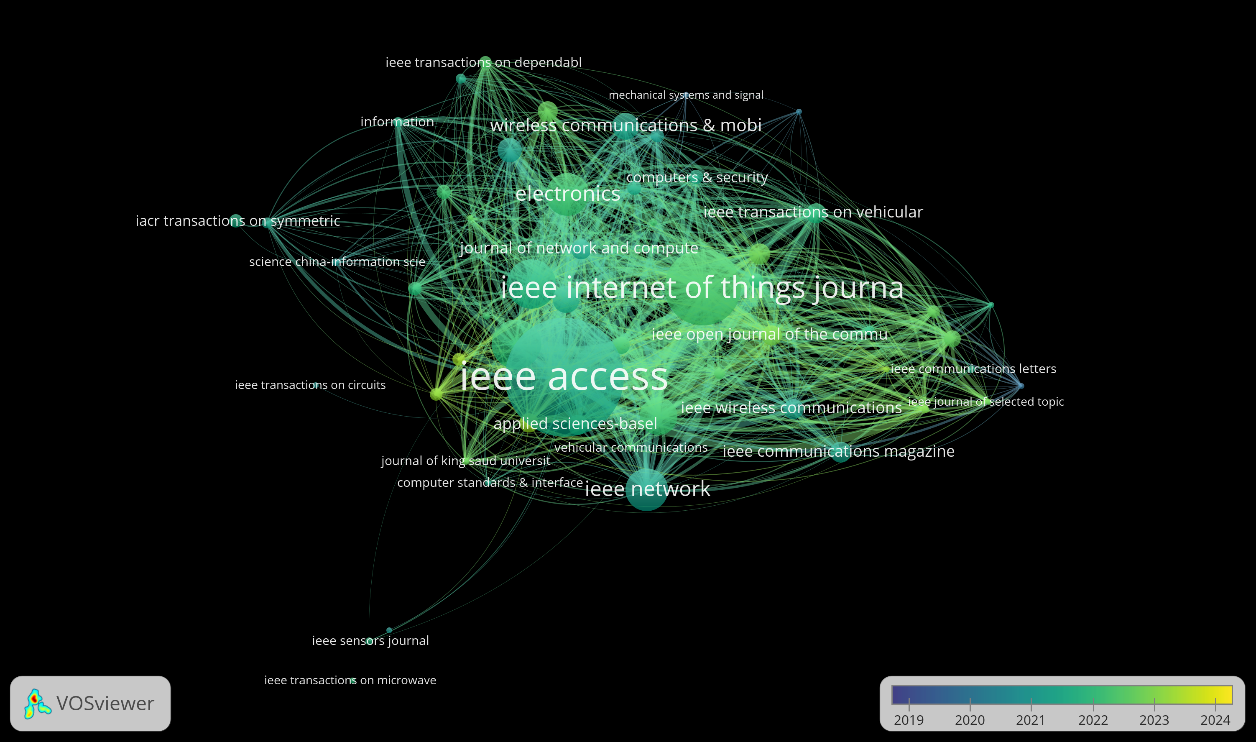 ieee transactions on dependabl
mechanical systems and signal
information
wireless communications & mobi
computers & security
electronics
ieee transactions on vehicular
iacr transactions on symmetric
journal of network and compute
science china-information scie
ieee internet of things journa
ieee open journal of the commu
ieee communications letters
ieee access
ieee transactions on circuits
ieee journal of selected topic
ieee wireless communications
applied sciences-basel
vehicular communications
ieee communications magazine
journal of king saud universit
computer standards & interface
ieee network
ieee sensors journal
ieee transactions on microwave
VOSviewer
2019 2020 2021 2022 2023 2024